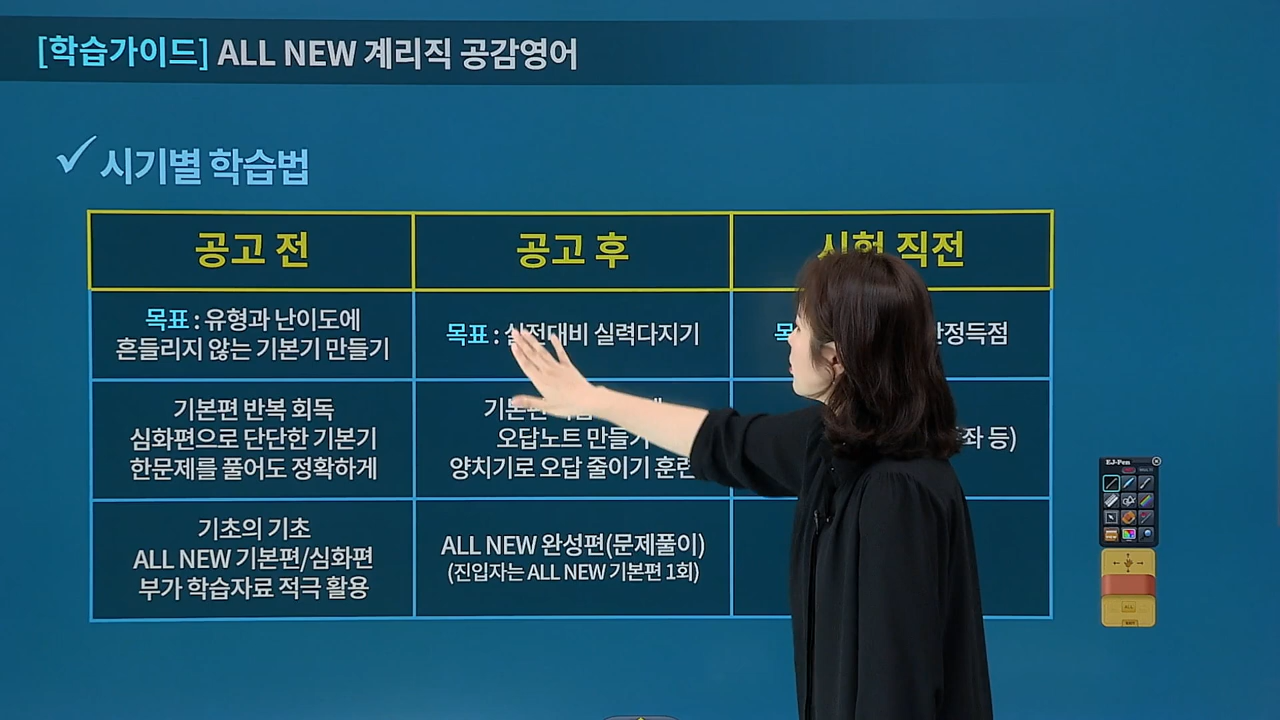 [학습가이드] ALL NEW 계리직 공감영어
시기별 학습법
공고 전
공고 후
시험 직전
목표 : 유형과 난이도에
흔들리지 않는 기본기 만들기
목표 : 실전대비 실력다지기
안정득점
기본편 반복 회독
심화편으로 단단한 기본기
한문제를 풀어도 정확하게
기본편
오답노트 만들기
양치기로 오답 줄이기 훈련
등)
기초의 기초
ALL NEW 기본편/심화편
부가 학습자료 적극 활용
ALL NEW 완성편(문제풀이)
(진입자는 ALL NEW 기본편 1회)
EJ-Pen
ALL